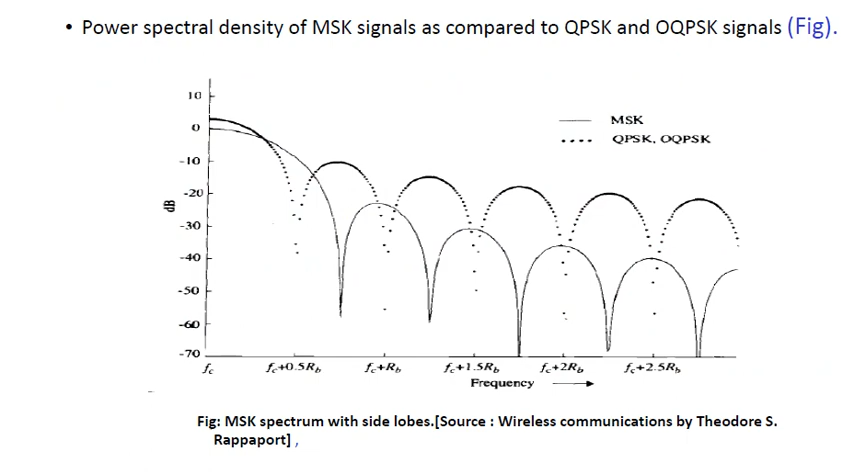 • Power spectral density of MSK signals as compared to QPSK and OQPSK signals (Fig).
10
0
-10
-20
-30
-40
-50
-60
-70
dB
MSK
QPSK, OQPSK
fc fc+0.5Rb fc+Rb fc+1.5Rb fc+2Rb fc+2.5Rb
Frequency
Fig: MSK spectrum with side lobes.[Source : Wireless communications by Theodore S.
Rappaport] ,